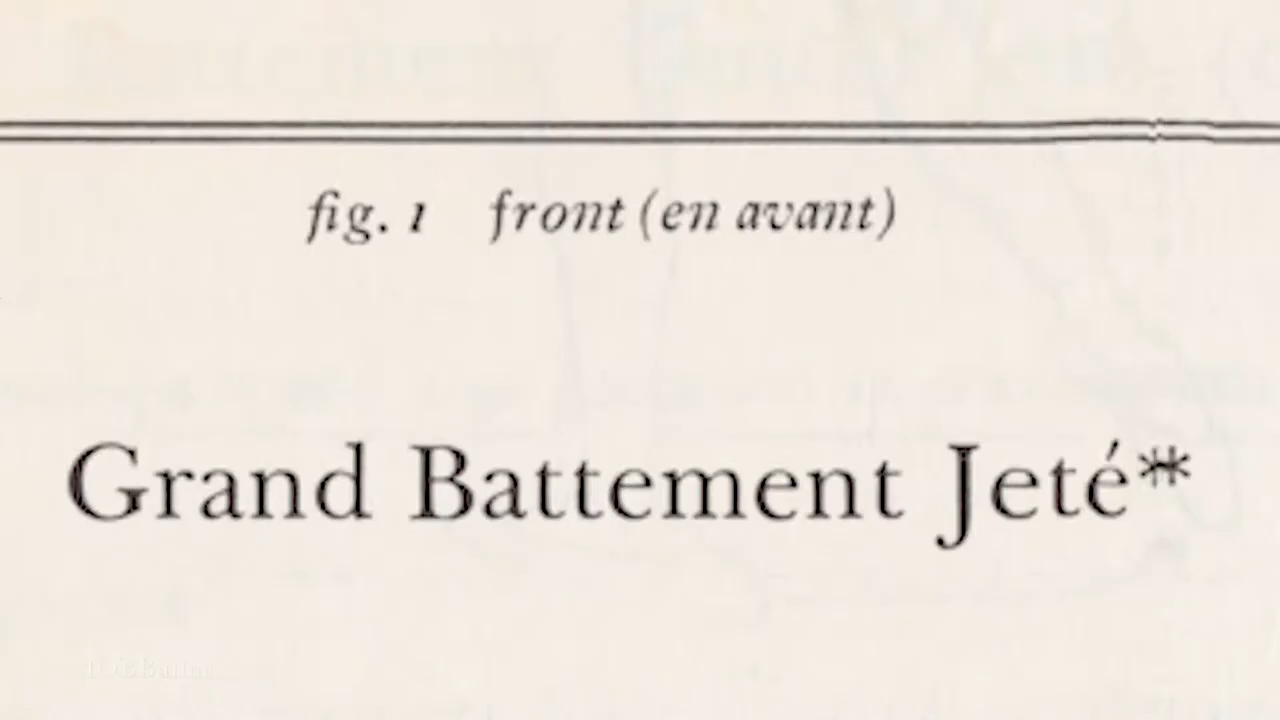 fig. 1 front (en avant)
Grand Battement Jeté**